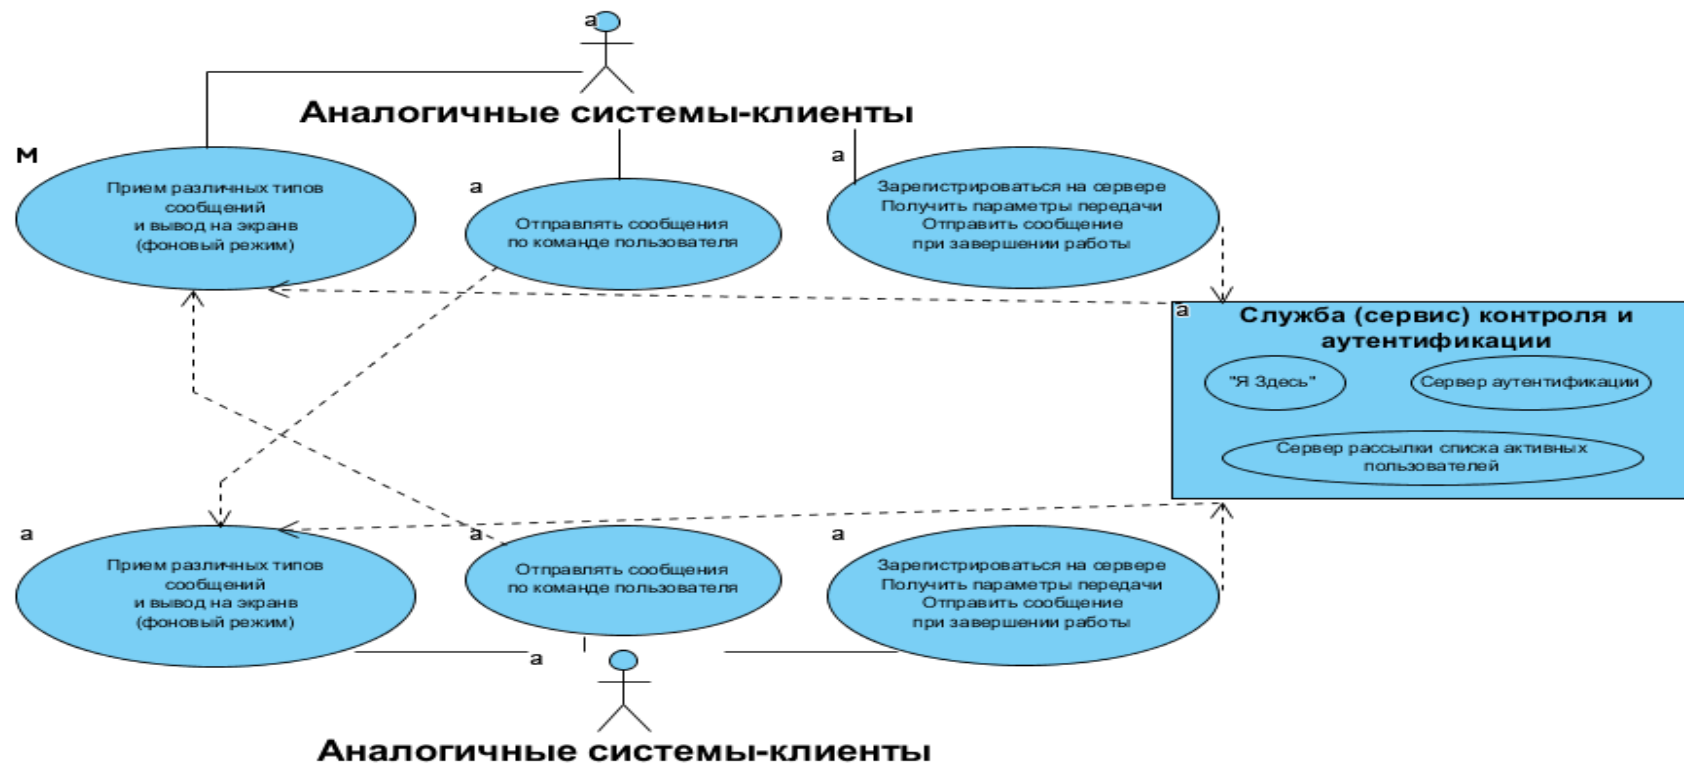 а
Аналогичные системы-клиенты
М
Прием различных типов
сообщений
и вывод на экранв
(фоновый режим)
а
Отправлять сообщения
по команде пользователя
а
Зарегистрироваться на сервере
Получить параметры передачи
Отправить сообщение
при завершении работы
а
Служба (сервис) контроля и
аутентификации
"Я Здесь"
Сервер аутентификации
Сервер рассылки списка активных
пользователей
а
Прием различных типов
сообщений
и вывод на экранв
(фоновый режим)
а
Отправлять сообщения
по команде пользователя
а
Зарегистрироваться на сервере
Получить параметры передачи
Отправить сообщение
при завершении работы
а
Аналогичные системы-клиенты